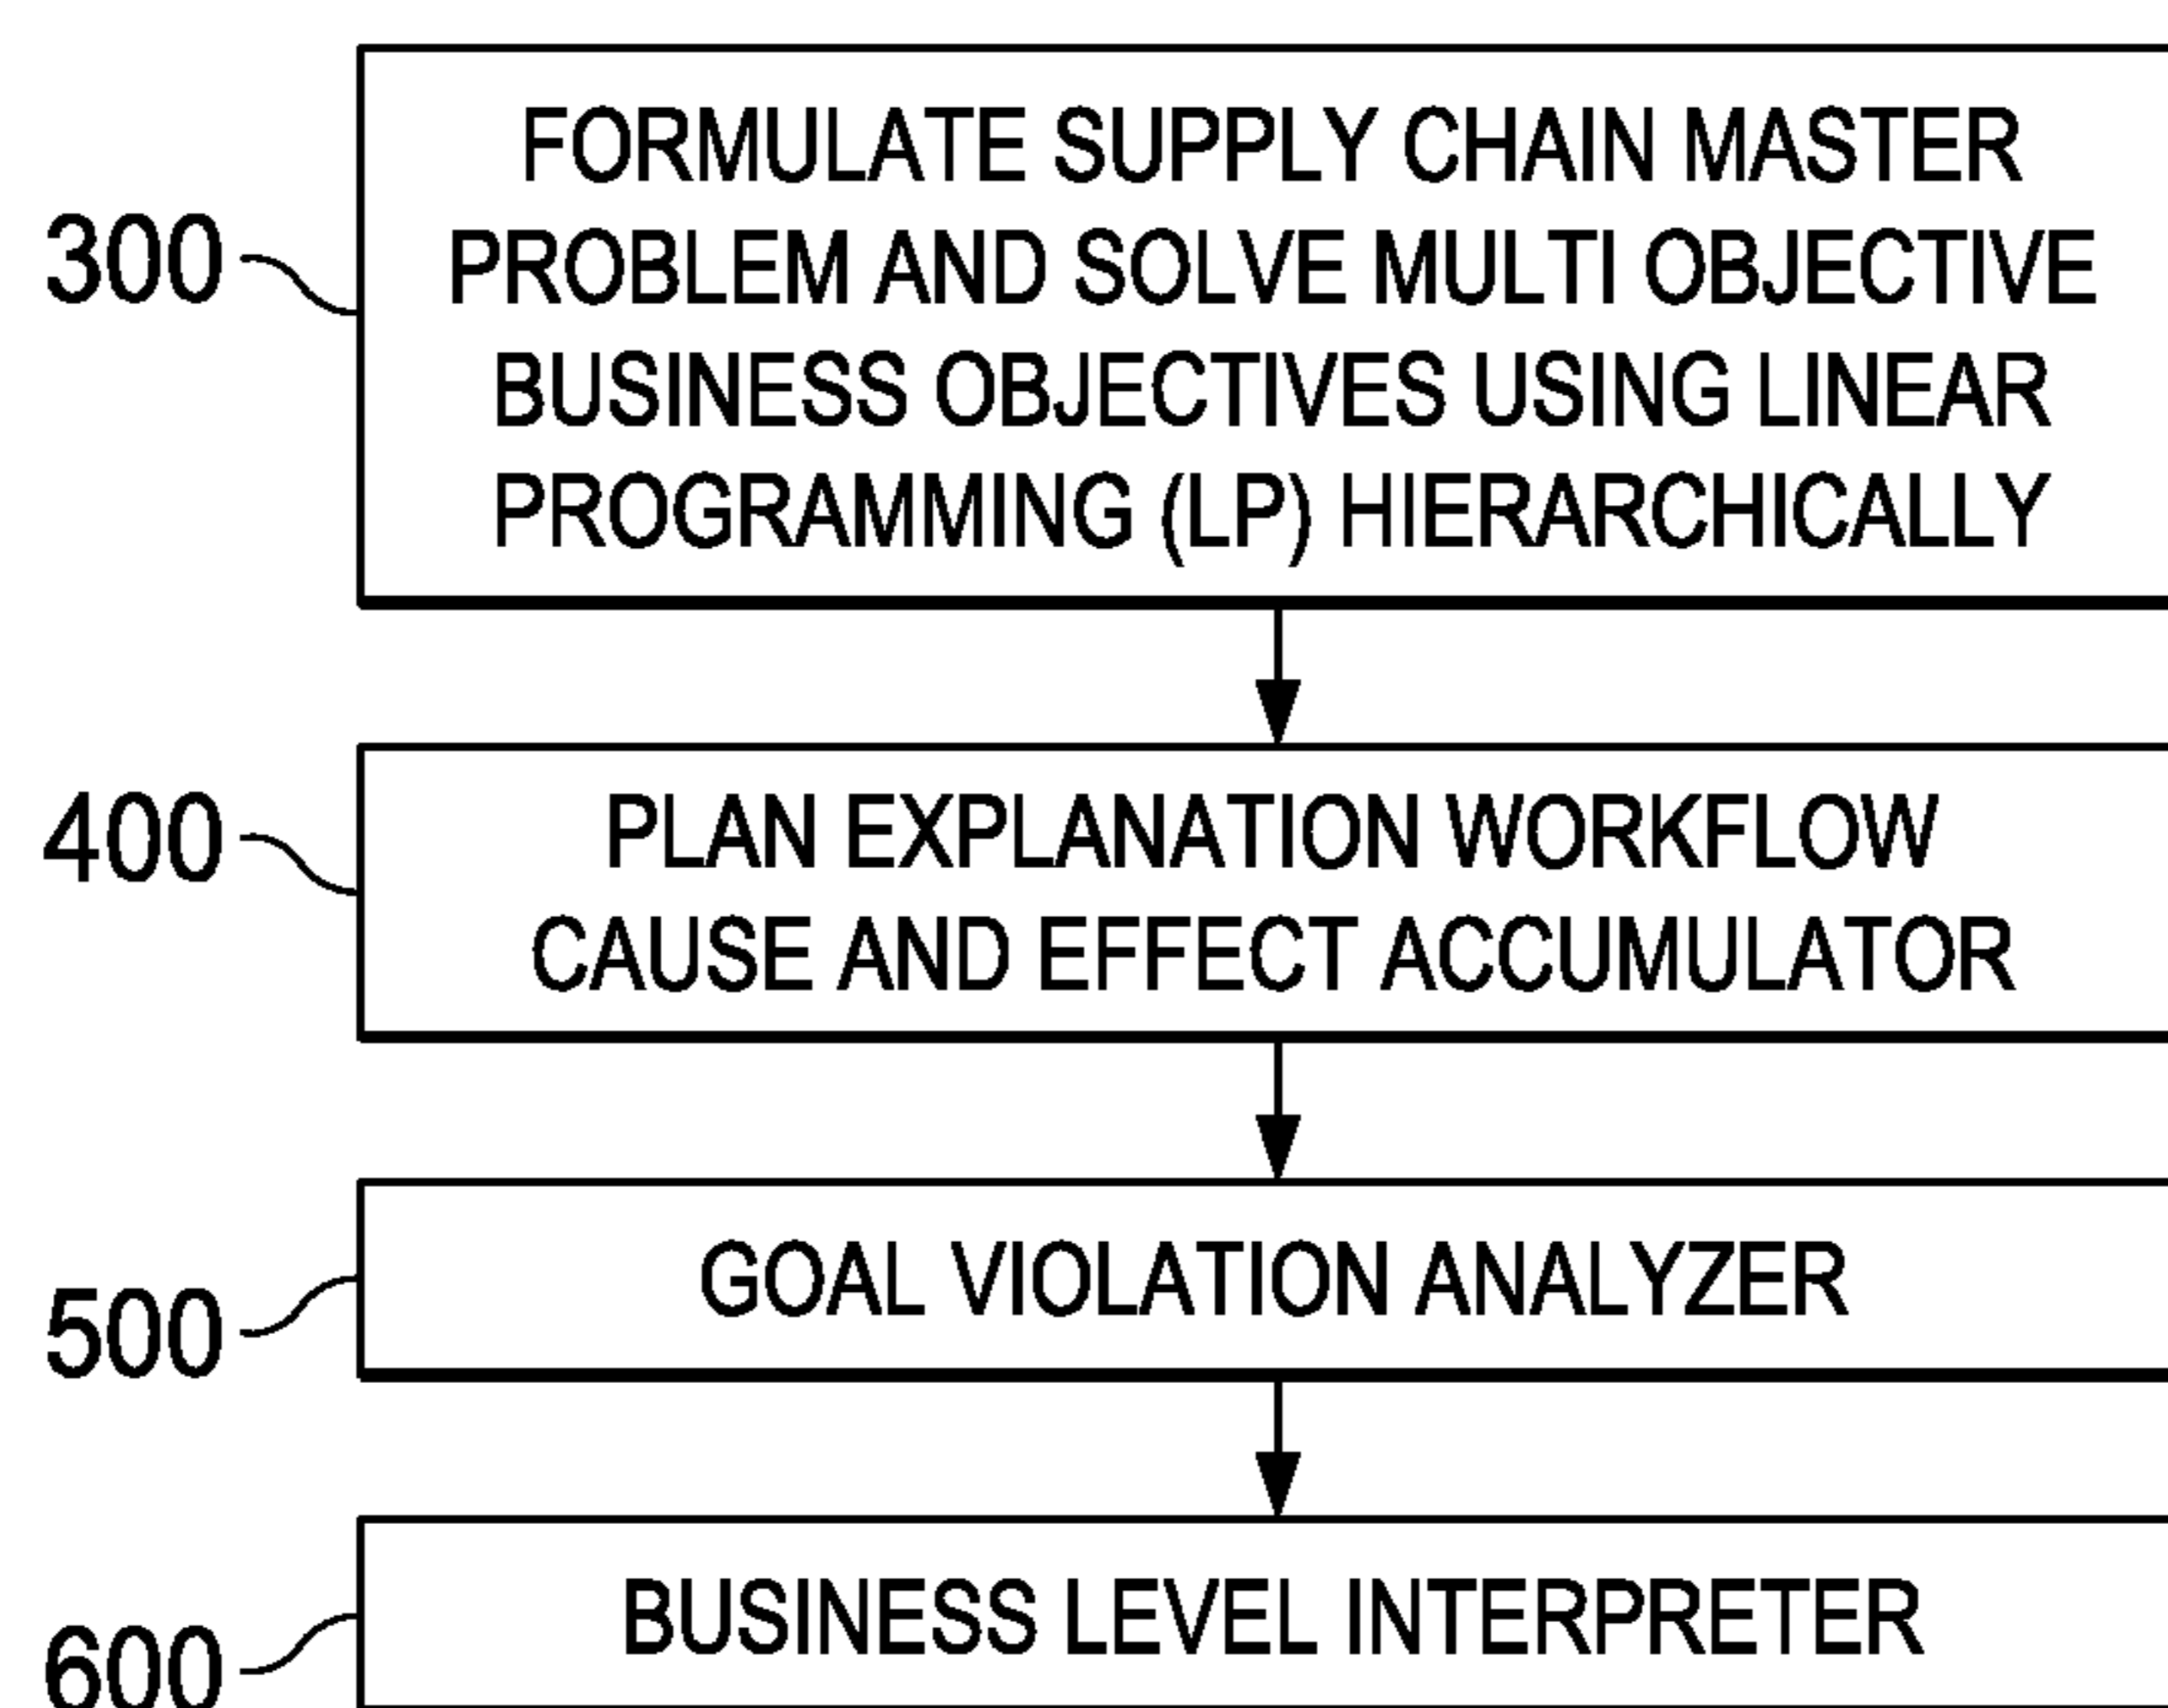 300
FORMULATE SUPPLY CHAIN MASTER
PROBLEM AND SOLVE MULTI OBJECTIVE
BUSINESS OBJECTIVES USING LINEAR
PROGRAMMING (LP) HIERARCHICALLY
400
PLAN EXPLANATION WORKFLOW
CAUSE AND EFFECT ACCUMULATOR
500
GOAL VIOLATION ANALYZER
600
BUSINESS LEVEL INTERPRETER